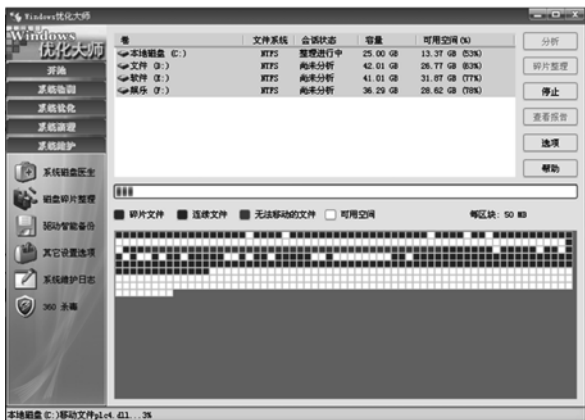 Windows优化大师
Windows
优化大师
开始
系统检测
系统优化
系统清理
系统维护
系统磁盘医生
磁盘碎片整理
驱动智能备份
其它设置选项
系统维护日志
360 杀毒
卷 文件系统 会话状态 容量 可用空间(%)
本地磁盘 (C:) NTFS 整理进行中 25.00 GB 13.37 GB (53%)
文件 (D:) NTFS 尚未分析 42.01 GB 26.77 GB (63%)
软件 (E:) NTFS 尚未分析 41.01 GB 31.87 GB (77%)
娱乐 (F:) NTFS 尚未分析 36.29 GB 28.62 GB (78%)
分析
碎片整理
停止
查看报告
选项
帮助
碎片文件 连续文件 无法移动的文件 可用空间 每区块: 50 MB
本地磁盘 (C:)移动文件plc4.dll...3%